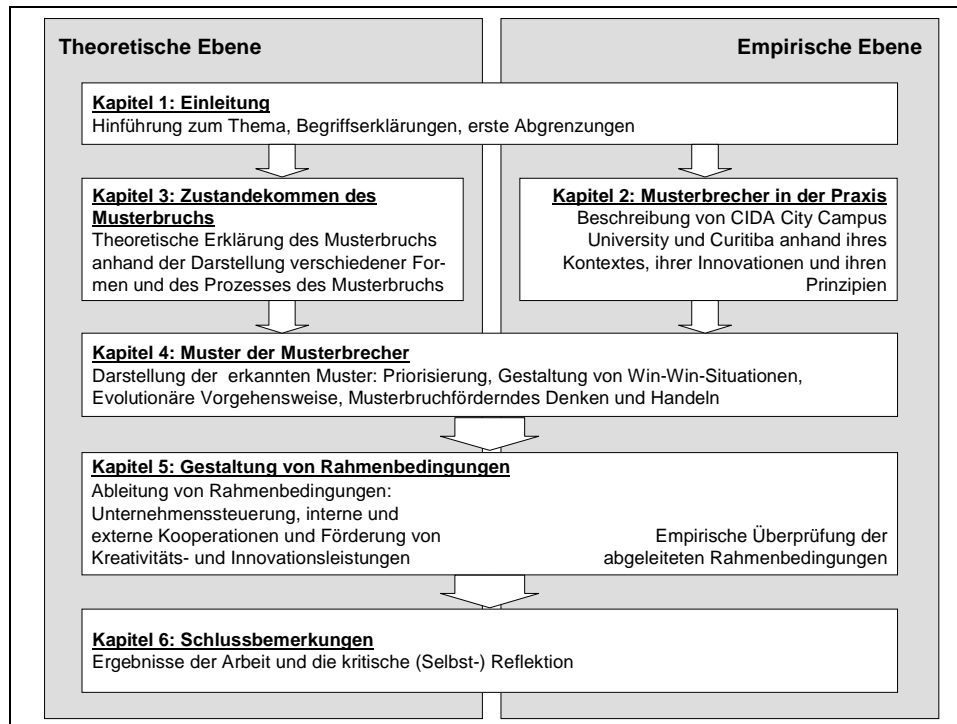 Theoretische Ebene
Empirische Ebene
Kapitel 1: Einleitung
Hinführung zum Thema, Begriffserklärungen, erste Abgrenzungen
Kapitel 3: Zustandekommen des
Musterbruchs
Theoretische Erklärung des Musterbruchs
anhand der Darstellung verschiedener For-
men und des Prozesses des Musterbruchs
Kapitel 2: Musterbrecher in der Praxis
Beschreibung von CIDA City Campus
University und Curitiba anhand ihres
Kontextes, ihrer Innovationen und ihren
Prinzipien
Kapitel 4: Muster der Musterbrecher
Darstellung der erkannten Muster: Priorisierung, Gestaltung von Win-Win-Situationen,
Evolutionäre Vorgehensweise, Musterbruchförderndes Denken und Handeln
Kapitel 5: Gestaltung von Rahmenbedingungen
Ableitung von Rahmenbedingungen:
Unternehmenssteuerung, interne und
externe Kooperationen und Förderung von
Kreativitäts- und Innovationsleistungen
Empirische Überprüfung der
abgeleiteten Rahmenbedingungen
Kapitel 6: Schlussbemerkungen
Ergebnisse der Arbeit und die kritische (Selbst-) Reflektion